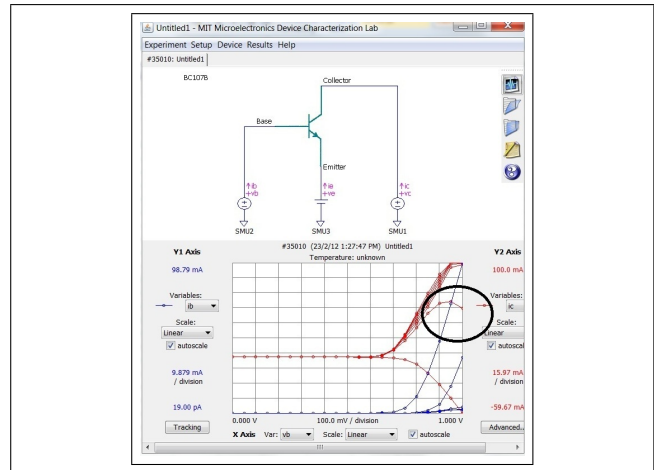 Untitled1 - MIT Microelectronics Device Characterization Lab
Experiment Setup Device Results Help
#35010: Untitled1
BC107B
Collector
Base
Emitter
↑ib
+vb
↑ie
+ve
↑ic
+vc
SMU2
SMU3
SMU1
#35010 (23/2/12 1:27:47 PM) Untitled1
Temperature: unknown
Y1 Axis
98.79 mA
Variables:
ib
Scale:
Linear
autoscale
9.879 mA
/ division
19.00 pA
Tracking
Y2 Axis
100.0 mA
Variables:
ic
Scale:
Linear
autoscal
15.97 mA
/ division
-59.67 mA
Advanced..
0.000 V
100.0 mV / division
1.000 V
X Axis Var: vb Scale: Linear autoscale